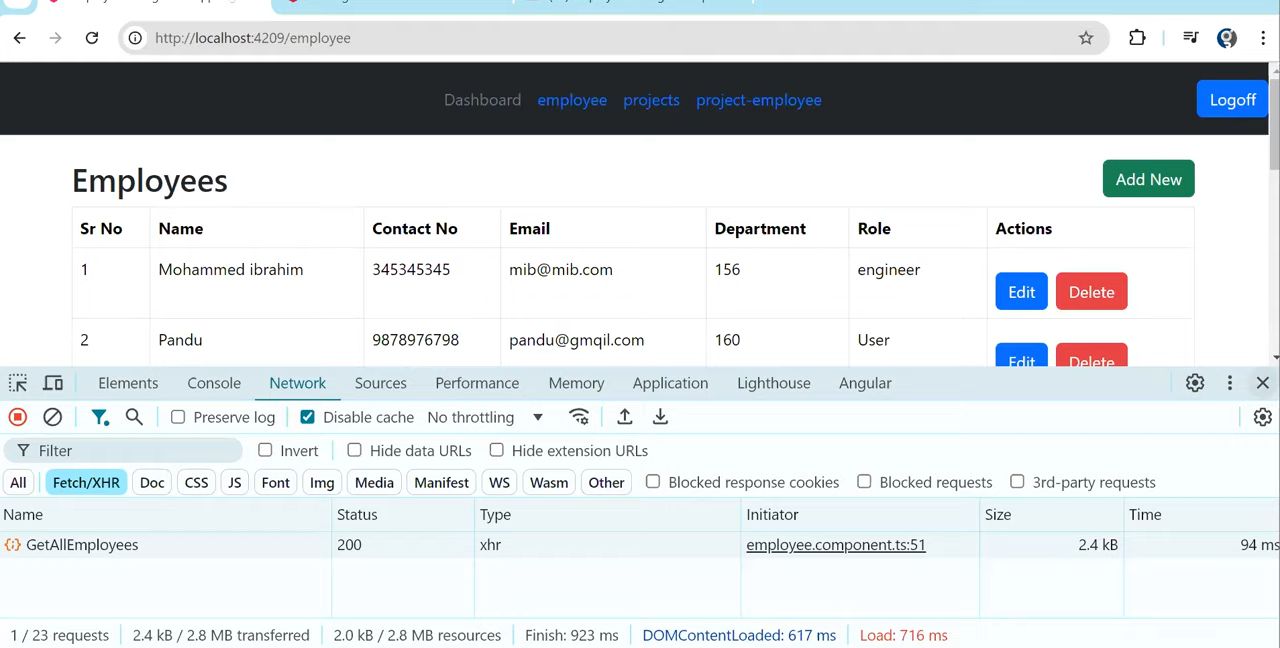 http://localhost:4209/employee
Dashboard employee projects project-employee Logoff
Employees Add New
Sr No Name Contact No Email Department Role Actions
1 Mohammed ibrahim 345345345 mib@mib.com 156 engineer Edit Delete
2 Pandu 9878976798 pandu@gmqil.com 160 User Edit Delete
Elements Console Network Sources Performance Memory Application Lighthouse Angular
Preserve log Disable cache No throttling
Filter Invert Hide data URLs Hide extension URLs
All Fetch/XHR Doc CSS JS Font Img Media Manifest WS Wasm Other Blocked response cookies Blocked requests 3rd-party requests
Name Status Type Initiator Size Time
GetAllEmployees 200 xhr employee.component.ts:51 2.4 kB 94 ms
1 / 23 requests 2.4 kB / 2.8 MB transferred 2.0 kB / 2.8 MB resources Finish: 923 ms DOMContentLoaded: 617 ms Load: 716 ms